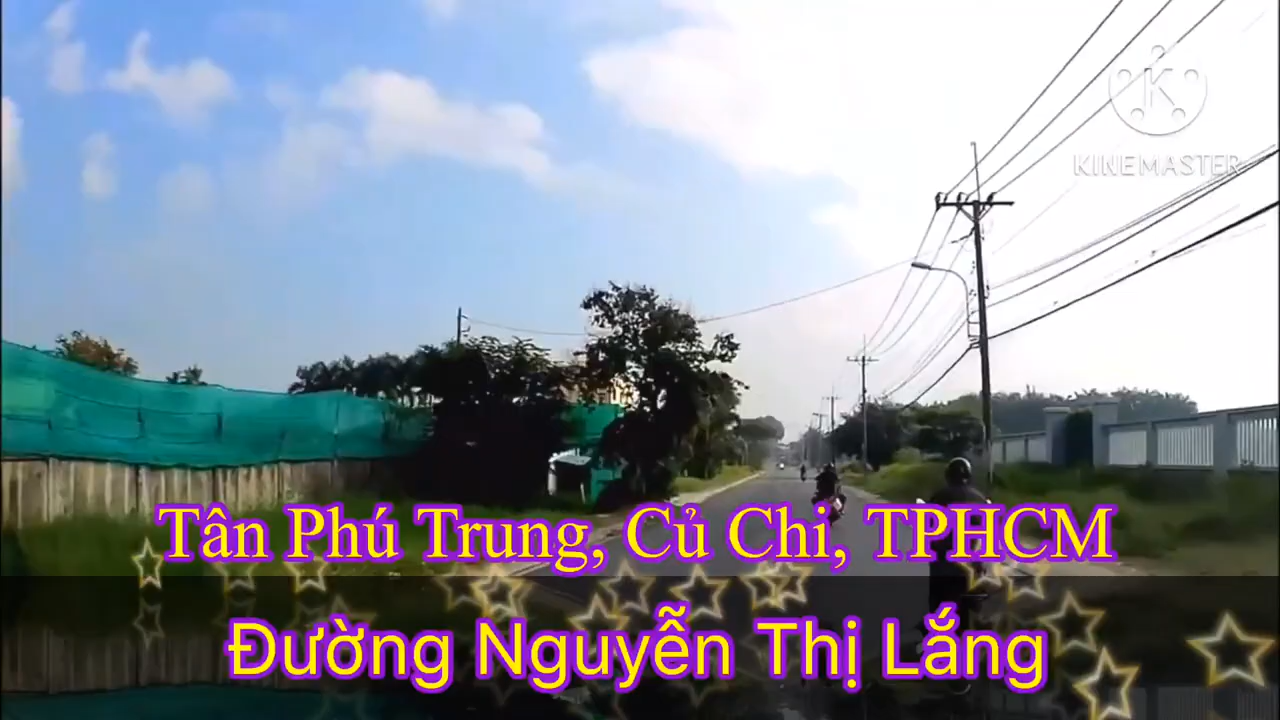 KINEMASTER
Tân Phú Trung, Củ Chi, TPHCM
Đường Nguyễn Thị Lắng